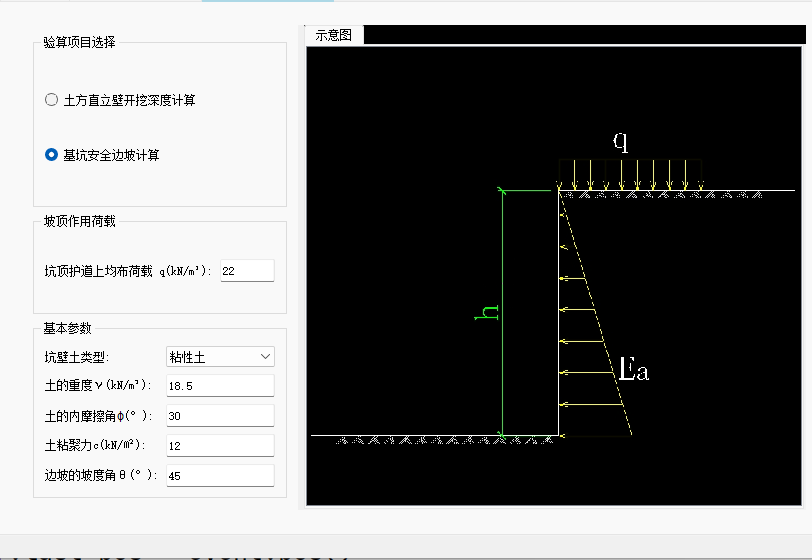 验算项目选择
土方直立壁开挖深度计算
基坑安全边坡计算
坡顶作用荷载
坑顶护道上均布荷载 q(kN/m²): 22
基本参数
坑壁土类型: 粘性土
土的重度γ(kN/m³): 18.5
土的内摩擦角ф(°): 30
土粘聚力c(kN/m²): 12
边坡的坡度角θ(°): 45
示意图
q
h
Ea